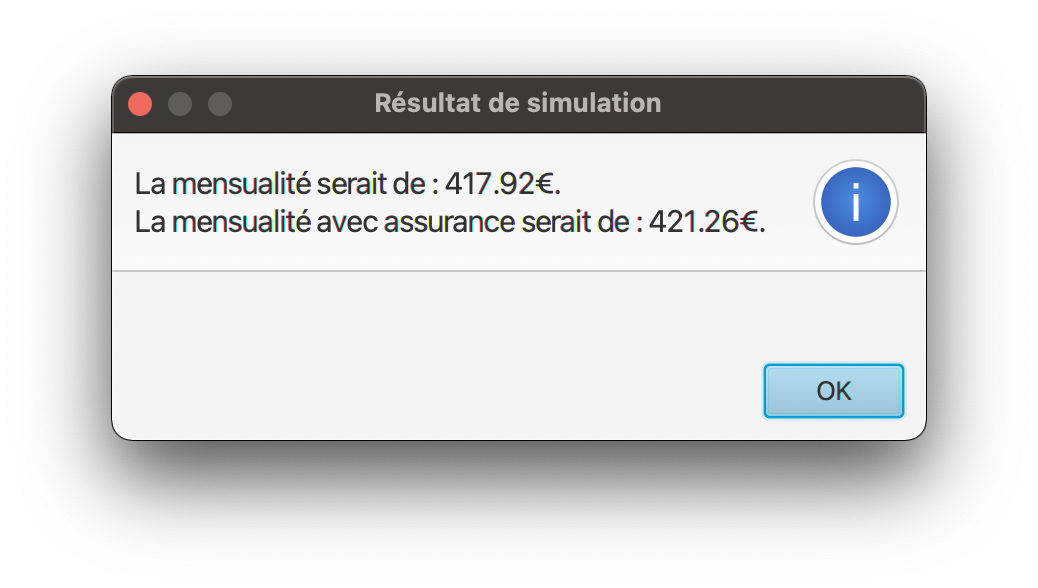 Résultat de simulation
La mensualité serait de : 417.92€.
La mensualité avec assurance serait de : 421.26€.
OK